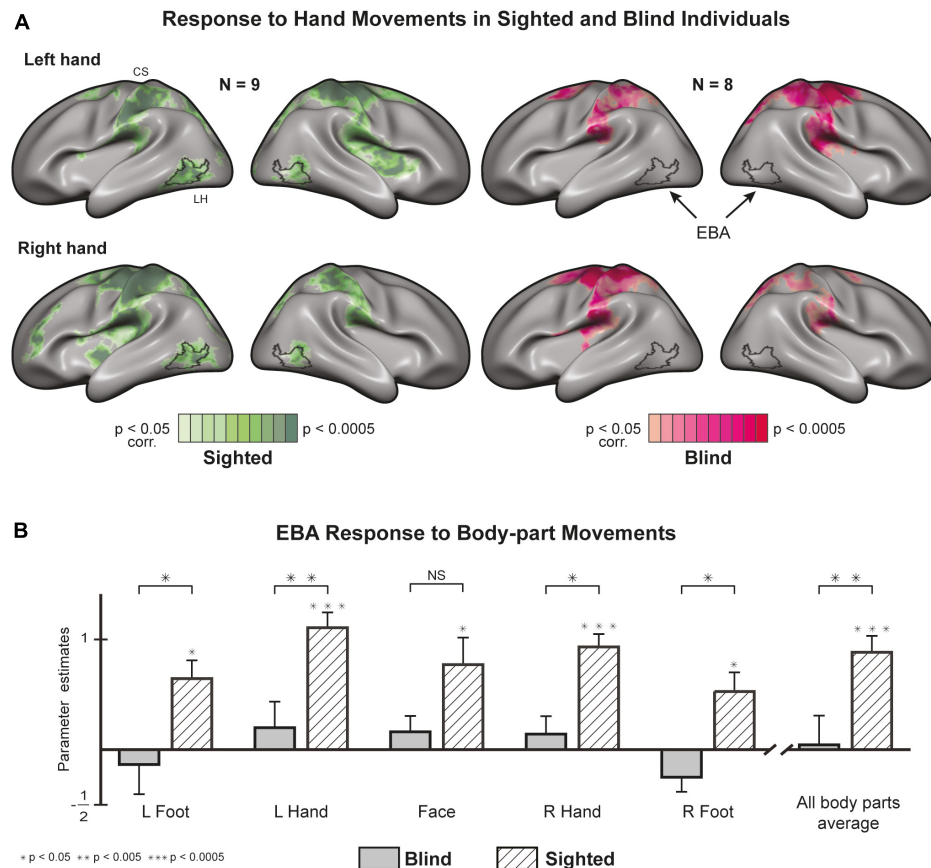 A
Response to Hand Movements in Sighted and Blind Individuals
Left hand
CS
N = 9
N = 8
LH
EBA
Right hand
p < 0.05
corr.
p < 0.0005
Sighted
p < 0.05
corr.
p < 0.0005
Blind
B
EBA Response to Body-part Movements
* * * NS * * * *
* * * * * * * * * * * * *
Parameter estimates
1
-1/2
L Foot L Hand Face R Hand R Foot All body parts
average
* p < 0.05 ** p < 0.005 *** p < 0.0005
Blind Sighted